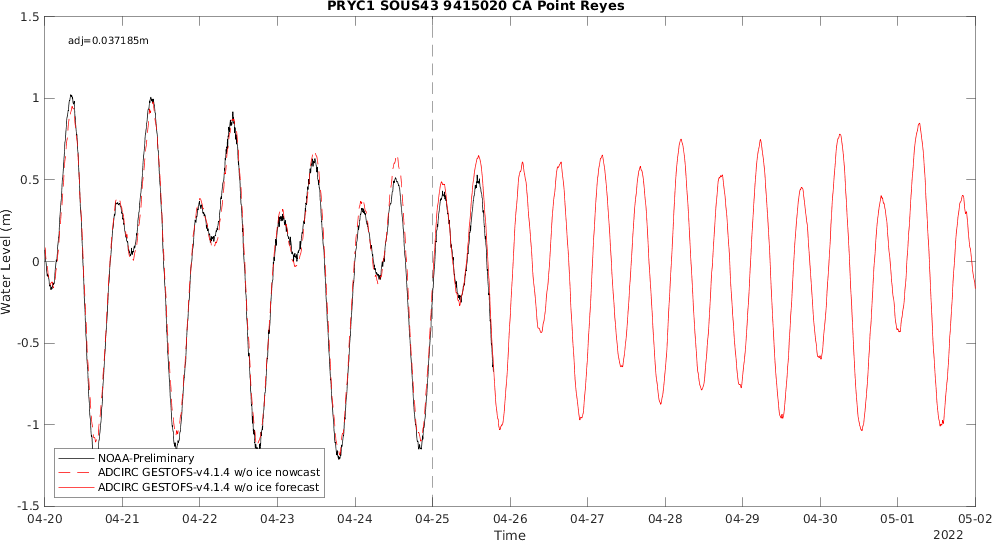 PRYC1 SOUS43 9415020 CA Point Reyes
adj=0.037185m
1.5
1
0.5
0
-0.5
-1
-1.5
Water Level (m)
NOAA-Preliminary
ADCIRC GESTOFS-v4.1.4 w/o ice nowcast
ADCIRC GESTOFS-v4.1.4 w/o ice forecast
04-20 04-21 04-22 04-23 04-24 04-25 04-26 04-27 04-28 04-29 04-30 05-01 05-02
Time
2022